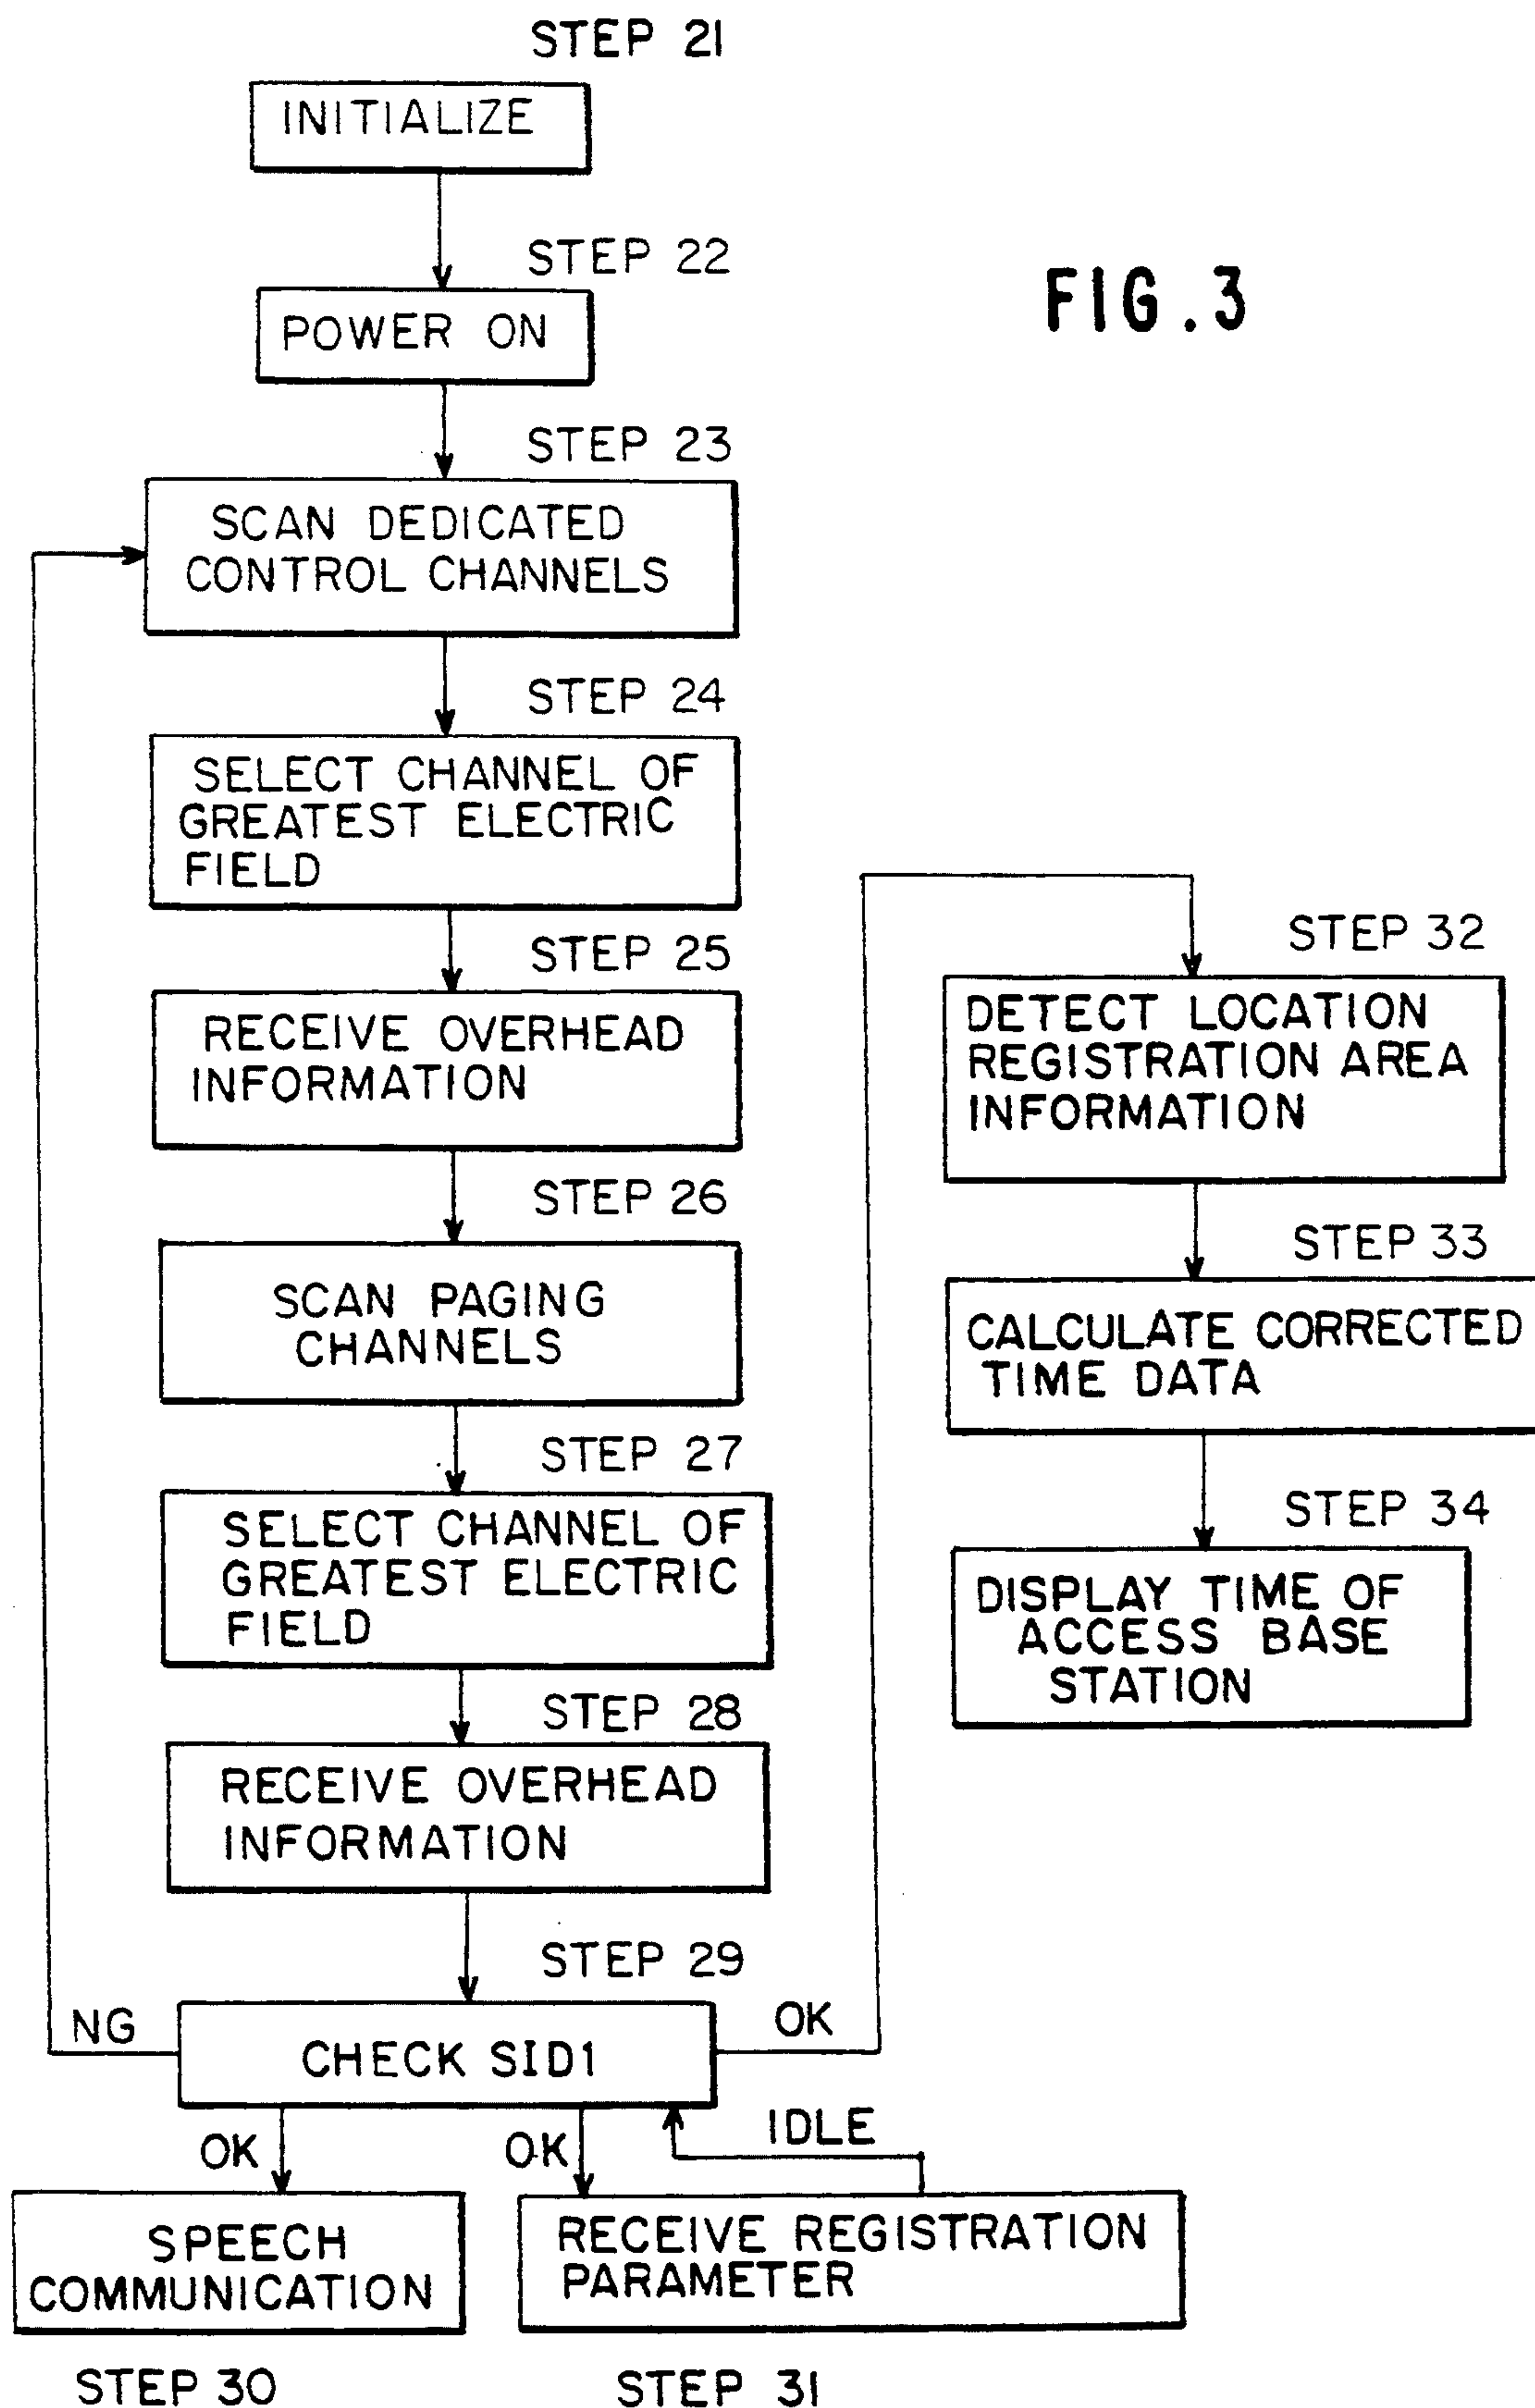 STEP 21
INITIALIZE
STEP 22
POWER ON
FIG. 3
STEP 23
SCAN DEDICATED
CONTROL CHANNELS
STEP 24
SELECT CHANNEL OF
GREATEST ELECTRIC
FIELD
STEP 25
RECEIVE OVERHEAD
INFORMATION
STEP 26
SCAN PAGING
CHANNELS
STEP 27
SELECT CHANNEL OF
GREATEST ELECTRIC
FIELD
STEP 28
RECEIVE OVERHEAD
INFORMATION
STEP 29
NG
CHECK SID1
OK
OK
OK
IDLE
SPEECH
COMMUNICATION
STEP 30
RECEIVE REGISTRATION
PARAMETER
STEP 31
STEP 32
DETECT LOCATION
REGISTRATION AREA
INFORMATION
STEP 33
CALCULATE CORRECTED
TIME DATA
STEP 34
DISPLAY TIME OF
ACCESS BASE
STATION